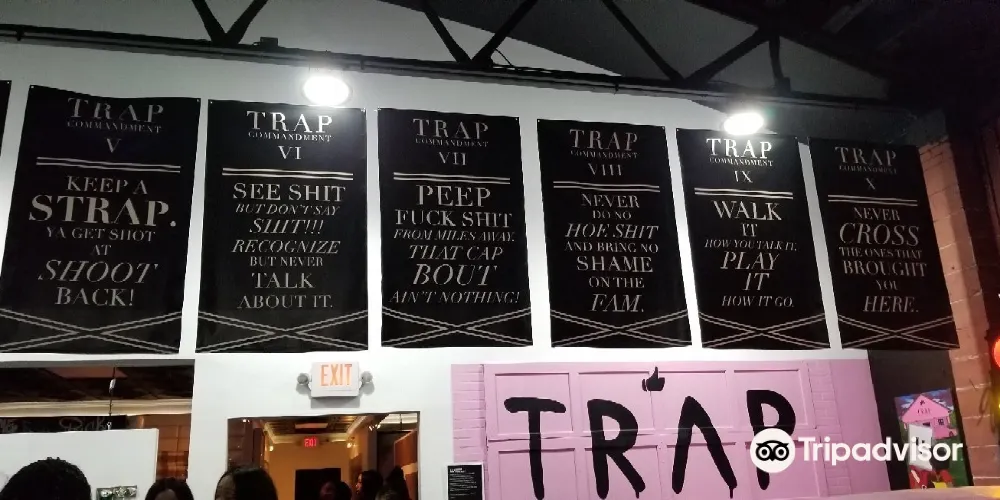 TRAP
COMMANDMENT
V
KEEP A
STRAP.
YA GET SHOT
AT
SHOOT
BACK!
TRAP
COMMANDMENT
VI
SEE SHIT
BUT DON'T SAY
SHIT!!!
RECOGNIZE
BUT NEVER
TALK
ABOUT IT.
TRAP
COMMANDMENT
VII
PEEP
FUCK SHIT
FROM MILES AWAY.
THAT CAP
BOUT
AIN'T NOTHING!
TRAP
COMMANDMENT
VIII
NEVER
DO NO
HOE SHIT
AND BRING NO
SHAME
ON THE
FAM.
TRAP
COMMANDMENT
IX
WALK
IT
HOW YOU TALK IT.
PLAY
IT
HOW IT GO.
TRAP
COMMANDMENT
X
NEVER
CROSS
THE ONES THAT
BROUGHT
YOU
HERE.
EXIT
EXIT
TRAP
Tripadvisor